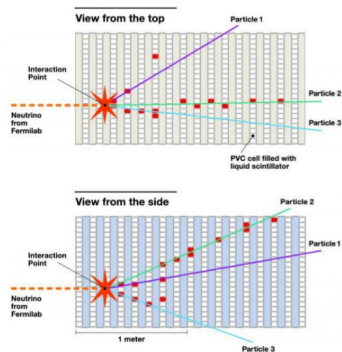 View from the top
Particle 1
Interaction
Point
Particle 2
Neutrino
from
Fermilab
Particle 3
PVC cell filled with
liquid scintillator
View from the side
Particle 2
Interaction
Point
Particle 1
Neutrino
from
Fermilab
1 meter
Particle 3